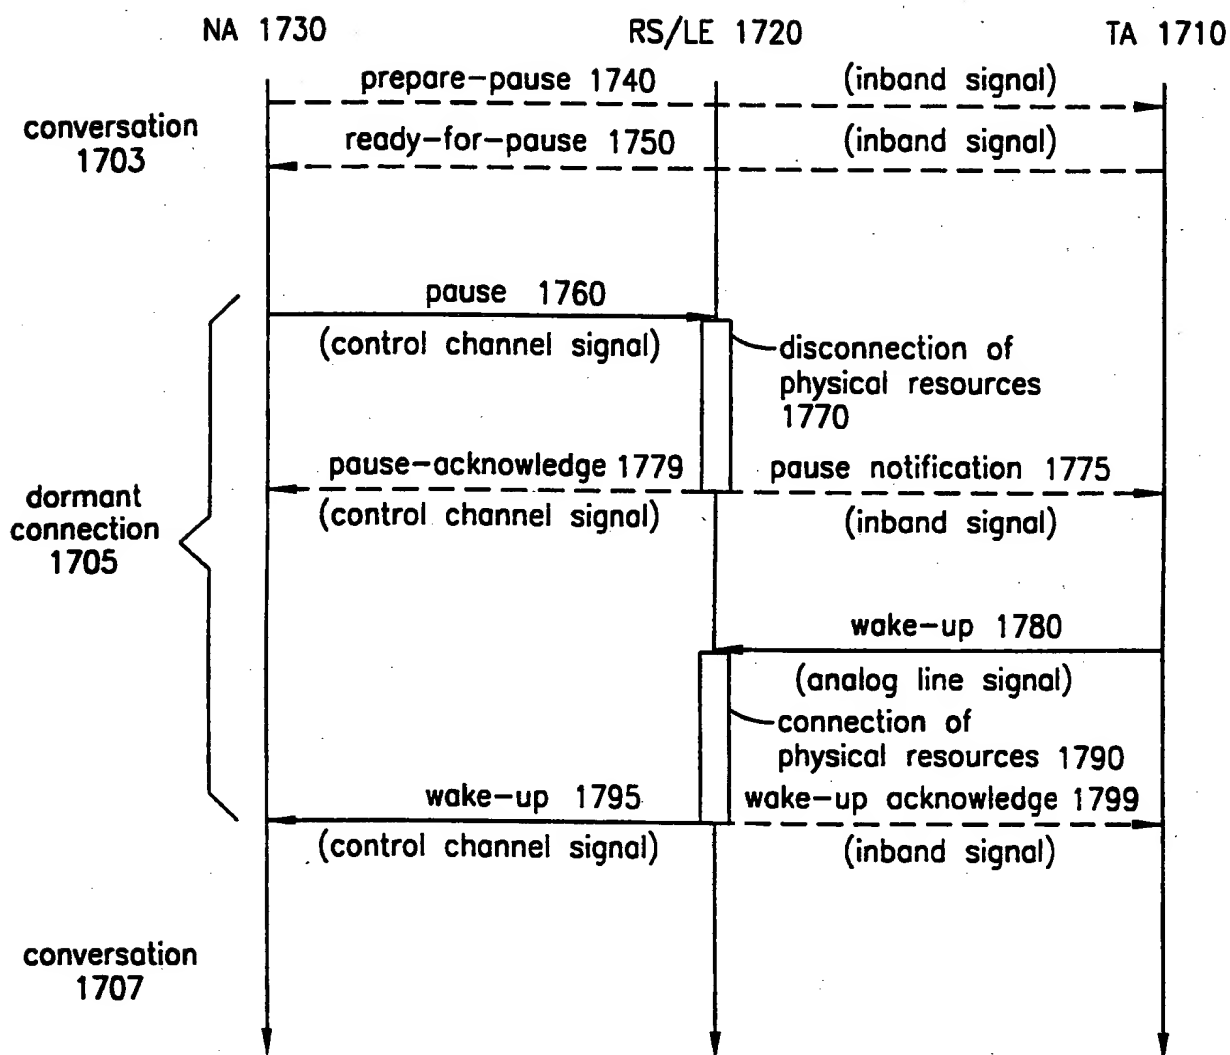 NA 1730 RS/LE 1720 TA 1710
prepare-pause 1740 (inband signal)
conversation
1703
ready-for-pause 1750 (inband signal)
pause 1760
(control channel signal)
disconnection of
physical resources
1770
pause-acknowledge 1779 pause notification 1775
(control channel signal) (inband signal)
dormant
connection
1705
wake-up 1780
(analog line signal)
connection of
physical resources 1790
wake-up 1795 wake-up acknowledge 1799
(control channel signal) (inband signal)
conversation
1707